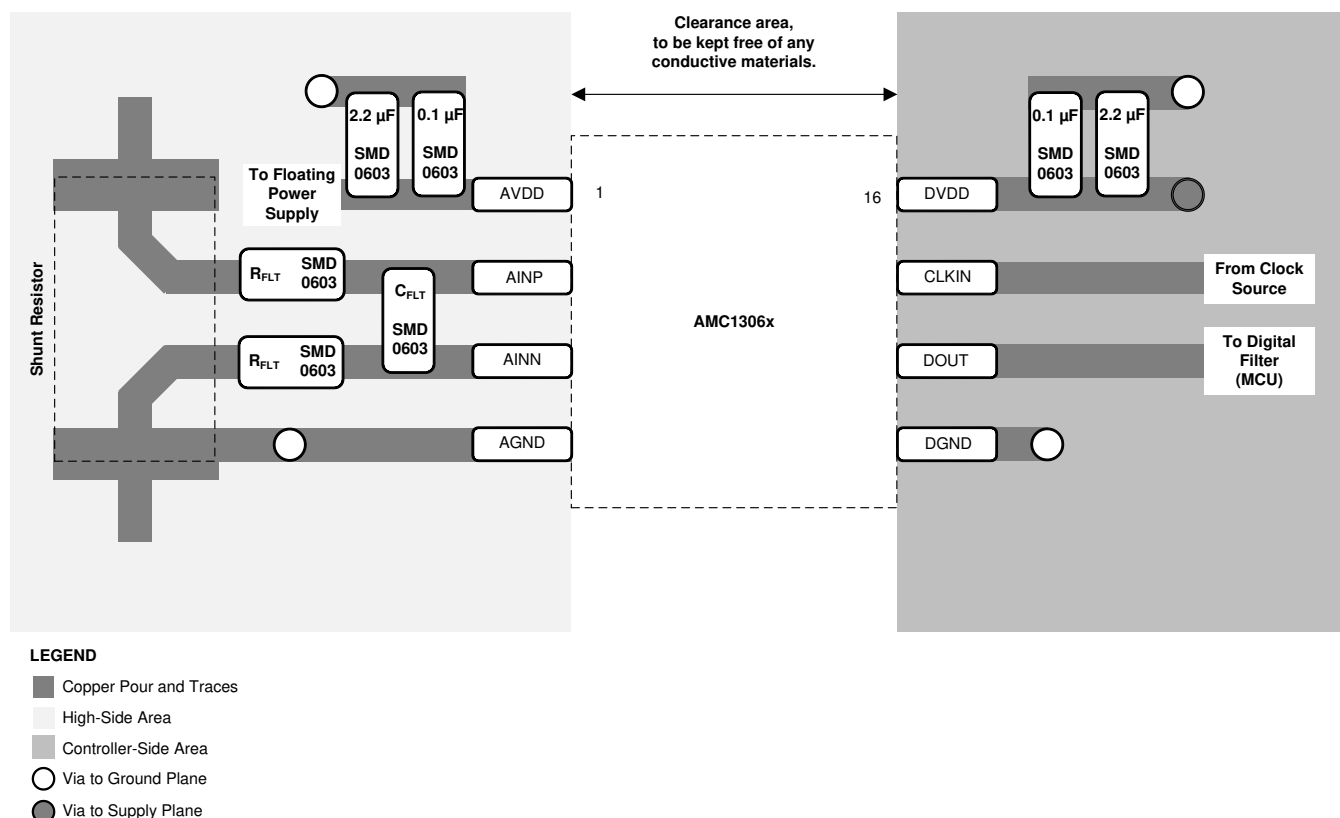 Clearance area,
to be kept free of any
conductive materials.
2.2 µF
SMD
0603
0.1 µF
SMD
0603
0.1 µF
SMD
0603
2.2 µF
SMD
0603
To Floating
Power
Supply
AVDD
1
16
DVDD
Shunt Resistor
RFLT
SMD
0603
CFLT
SMD
0603
AINP
CLKIN
From Clock
Source
AMC1306x
RFLT
SMD
0603
AINN
DOUT
To Digital
Filter
(MCU)
AGND
DGND
LEGEND
Copper Pour and Traces
High-Side Area
Controller-Side Area
Via to Ground Plane
Via to Supply Plane